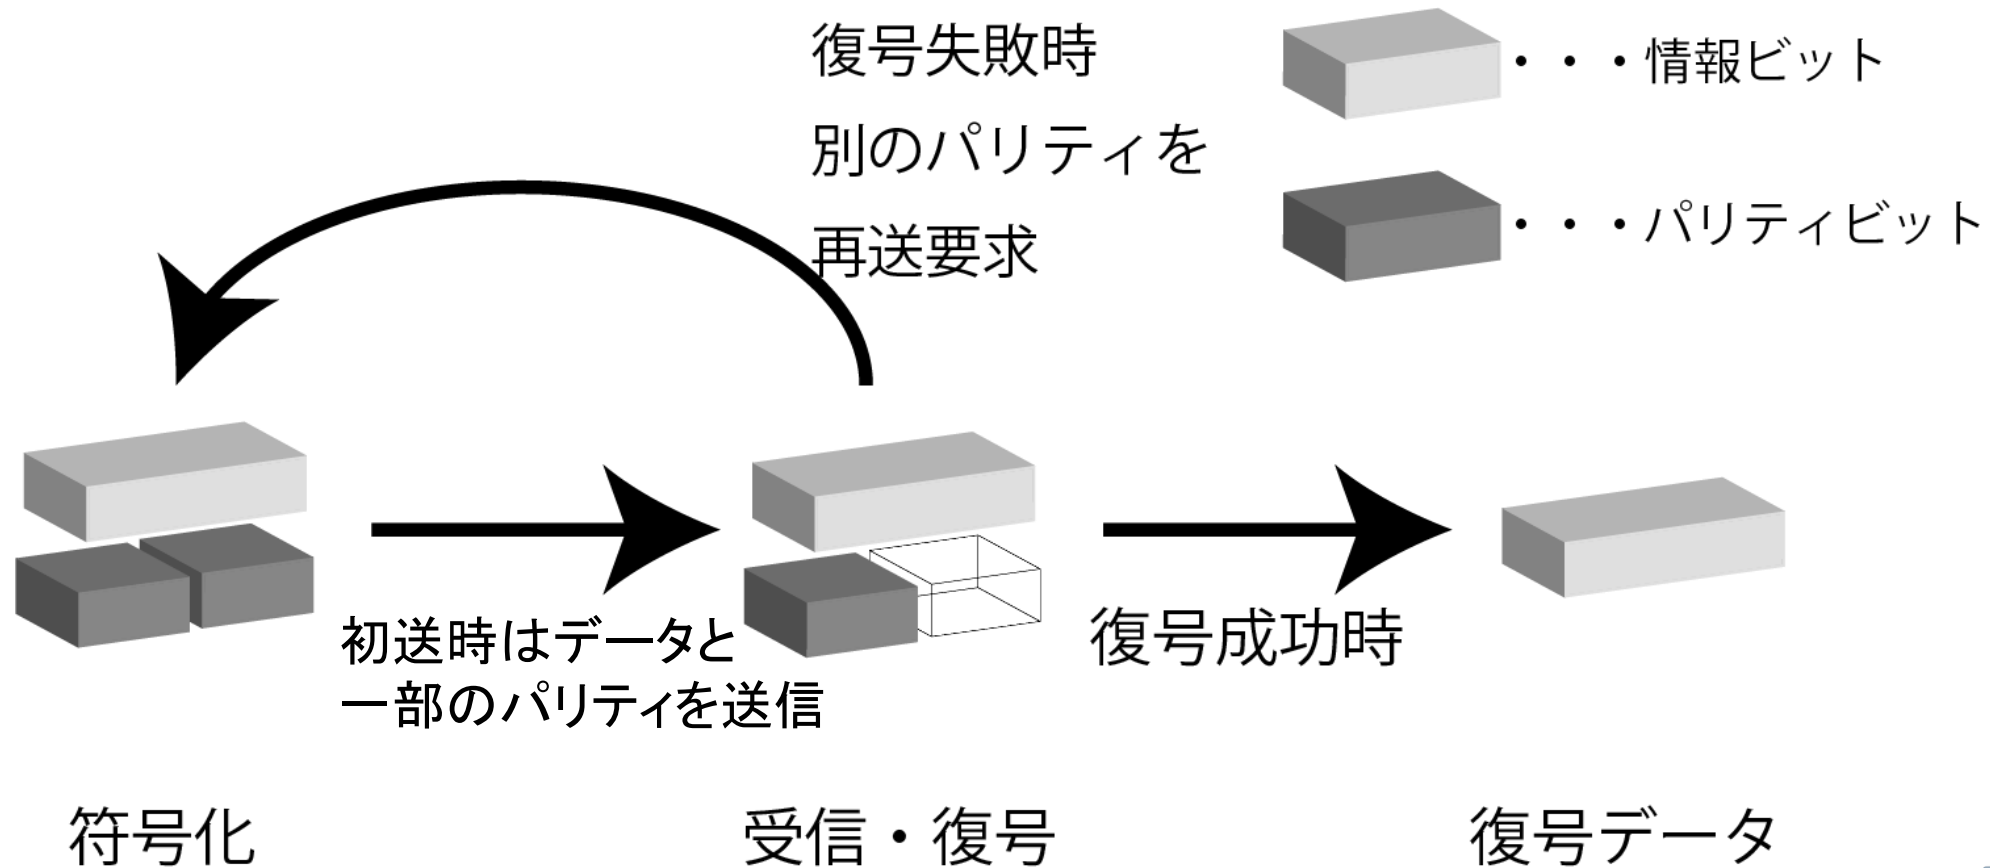 復号失敗時
別のパリティを
再送要求
・・・情報ビット
・・・パリティビット
初送時はデータと
一部のパリティを送信
復号成功時
符号化
受信・復号
復号データ